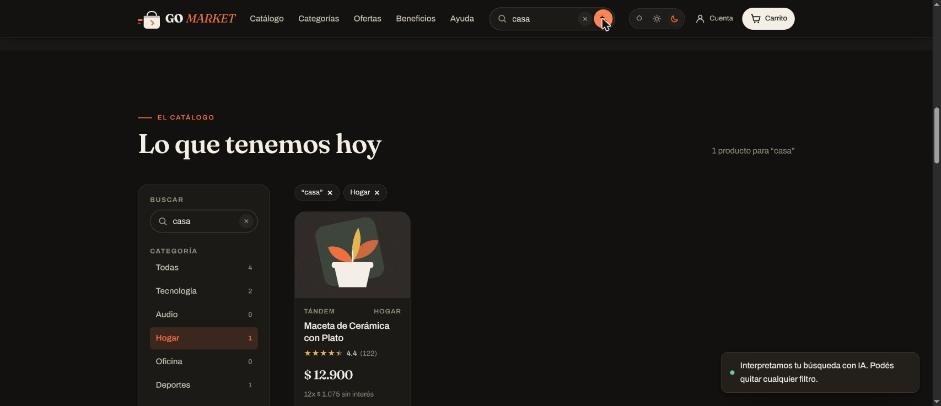 GO MARKET
Catálogo Categorías Ofertas Beneficios Ayuda
casa
Cuenta
Carrito
EL CATÁLOGO
Lo que tenemos hoy
1 producto para "casa"
BUSCAR
casa
CATEGORÍA
Todas 4
Tecnología 2
Audio 0
Hogar 1
Oficina 0
Deportes 1
"casa" × Hogar ×
TÁNDEM HOGAR
Maceta de Cerámica
con Plato
★★★★★ 4.4 (122)
$ 12.900
12x $ 1.075 sin interés
Interpretamos tu búsqueda con IA. Podés
quitar cualquier filtro.